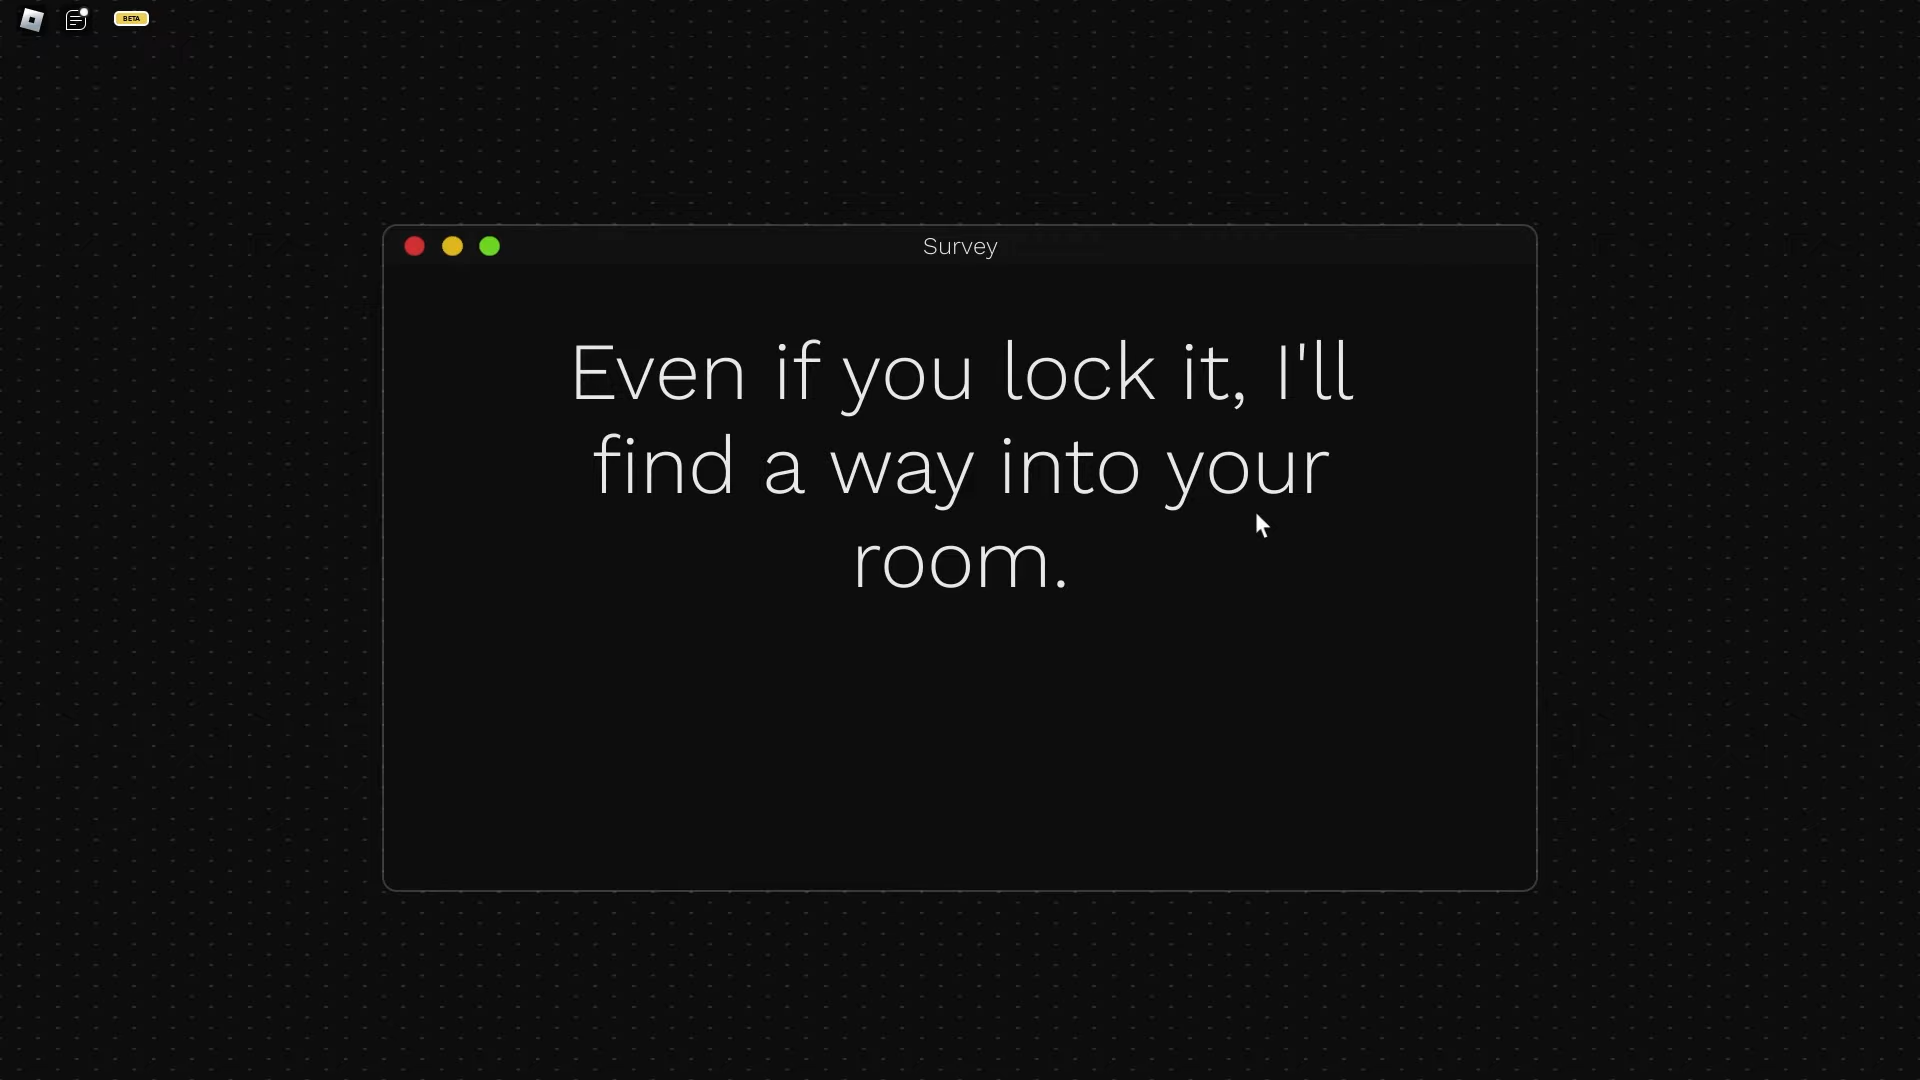 BETA
Survey
Even if you lock it, I'll
find a way into your
room.